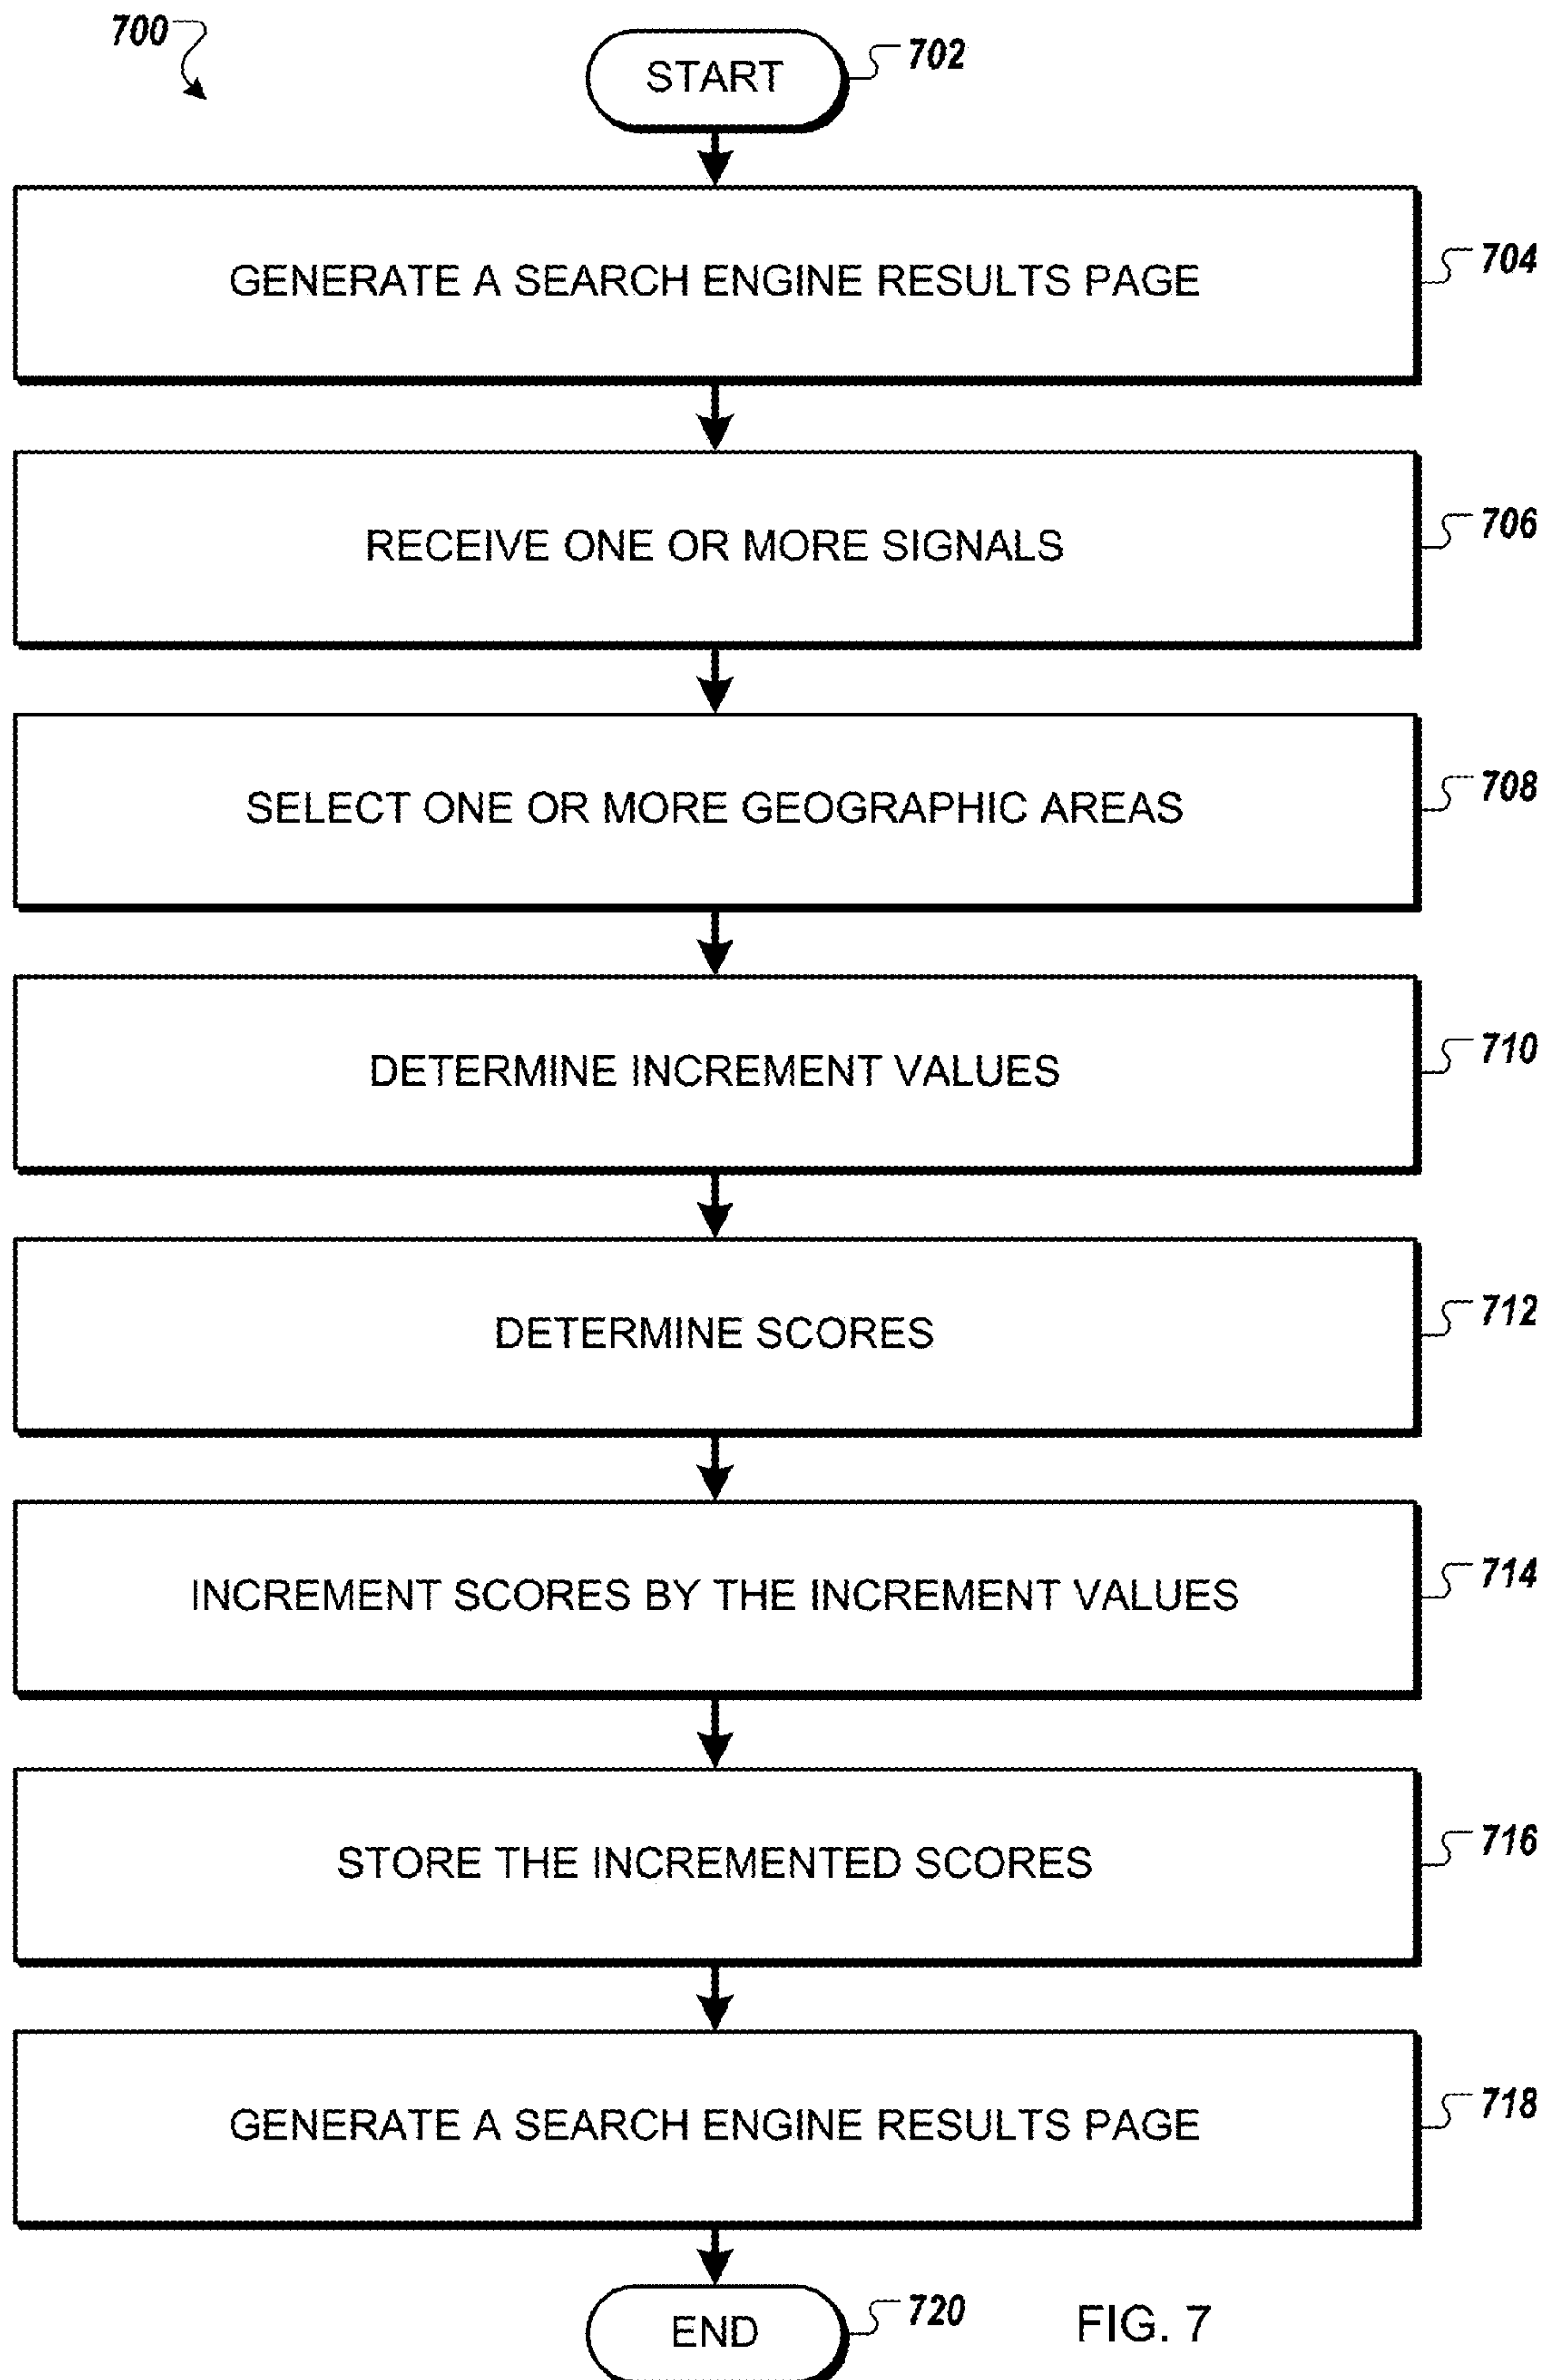 700
START
702
GENERATE A SEARCH ENGINE RESULTS PAGE
704
RECEIVE ONE OR MORE SIGNALS
706
SELECT ONE OR MORE GEOGRAPHIC AREAS
708
DETERMINE INCREMENT VALUES
710
DETERMINE SCORES
712
INCREMENT SCORES BY THE INCREMENT VALUES
714
STORE THE INCREMENTED SCORES
716
GENERATE A SEARCH ENGINE RESULTS PAGE
718
END
720
FIG. 7